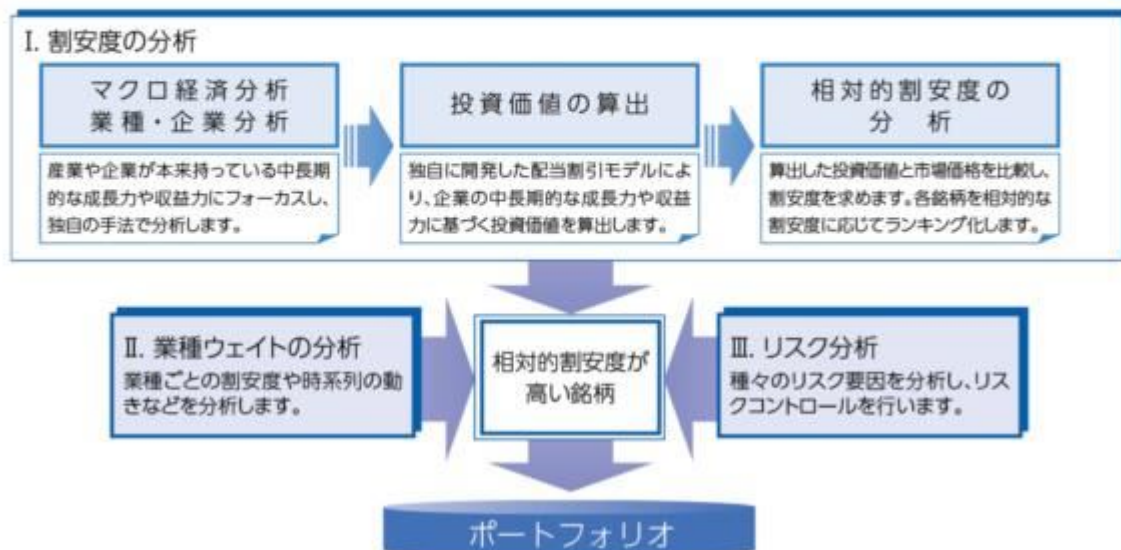 I. 割安度の分析
マクロ経済分析
業種・企業分析
産業や企業が本来持っている中長期
的な成長力や収益力にフォーカスし、
独自の手法で分析します。
投資価値の算出
独自に開発した配当割引モデルによ
り、企業の中長期的な成長力や収益
力に基づく投資価値を算出します。
相対的割安度の
分 析
算出した投資価値と市場価格を比較し、
割安度を求めます。各銘柄を相対的な
割安度に応じてランキング化します。
Ⅱ. 業種ウェイトの分析
業種ごとの割安度や時系列の動
きなどを分析します。
相対的割安度が
高い銘柄
Ⅲ. リスク分析
種々のリスク要因を分析し、リス
クコントロールを行います。
ポートフォリオ